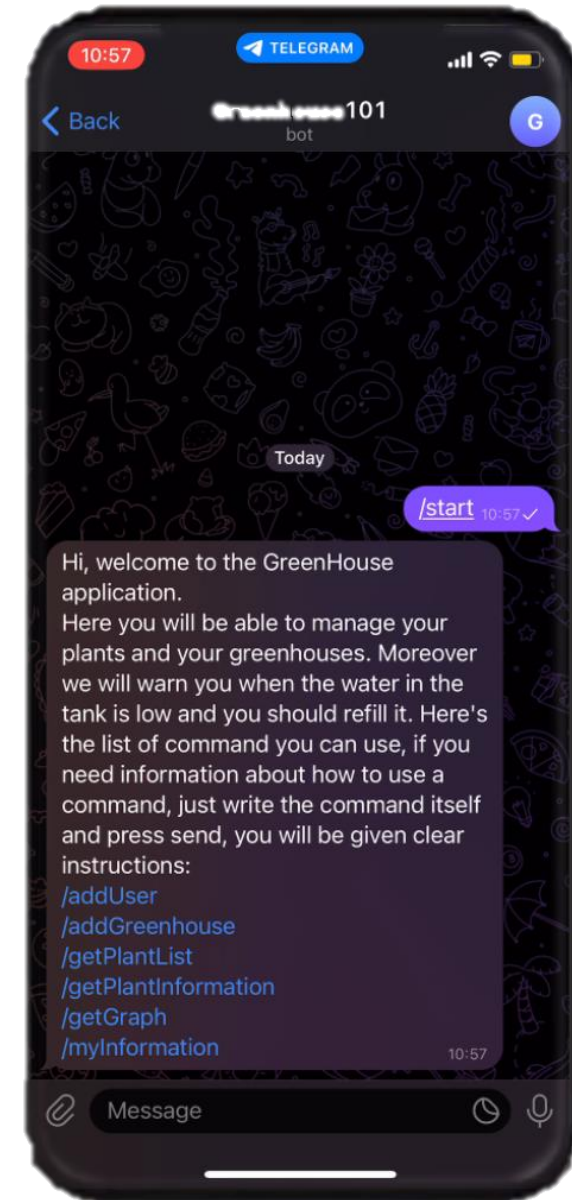 10:57
TELEGRAM
Back
101
bot
G
Today
/start 10:57
Hi, welcome to the GreenHouse
application.
Here you will be able to manage your
plants and your greenhouses. Moreover
we will warn you when the water in the
tank is low and you should refill it. Here's
the list of command you can use, if you
need information about how to use a
command, just write the command itself
and press send, you will be given clear
instructions:
/addUser
/addGreenhouse
/getPlantList
/getPlantInformation
/getGraph
/myInformation
10:57
Message